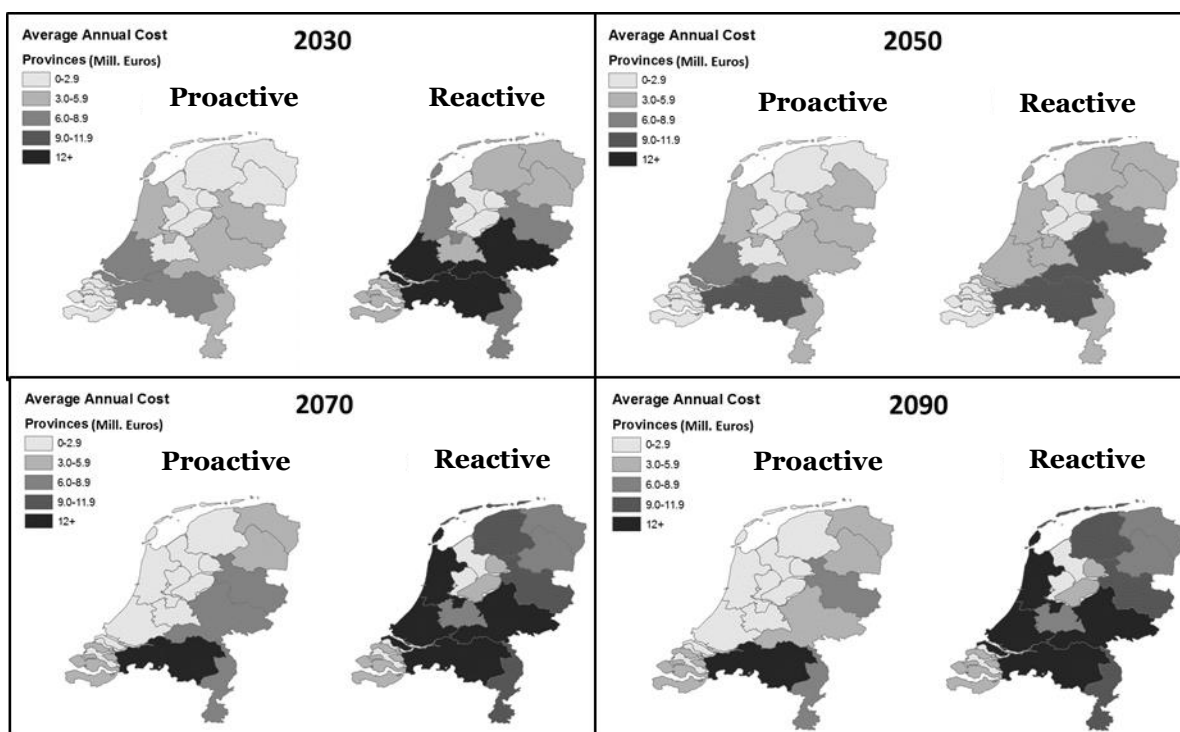 Average Annual Cost
2030
Provinces (Mill. Euros)
0-2.9
3.0-5.9
6.0-8.9
9.0-11.9
12+
Proactive
Reactive
Average Annual Cost
2050
Provinces (Mill. Euros)
0-2.9
3.0-5.9
6.0-8.9
9.0-11.9
12+
Proactive
Reactive
Average Annual Cost
2070
Provinces (Mill. Euros)
0-2.9
3.0-5.9
6.0-8.9
9.0-11.9
12+
Proactive
Reactive
Average Annual Cost
2090
Provinces (Mill. Euros)
0-2.9
3.0-5.9
6.0-8.9
9.0-11.9
12+
Proactive
Reactive